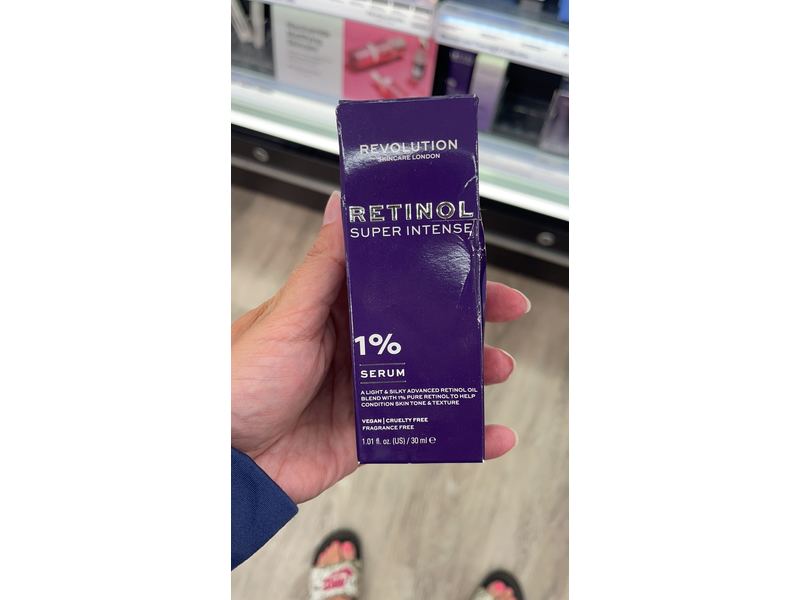 REVOLUTION
SKINCARE LONDON
RETINOL
SUPER INTENSE
1%
SERUM
A LIGHT & SILKY ADVANCED RETINOL OIL
BLEND WITH 1% PURE RETINOL TO HELP
CONDITION SKIN TONE & TEXTURE
VEGAN | CRUELTY FREE
FRAGRANCE FREE
1.01 fl. oz. (US) / 30 ml ℮